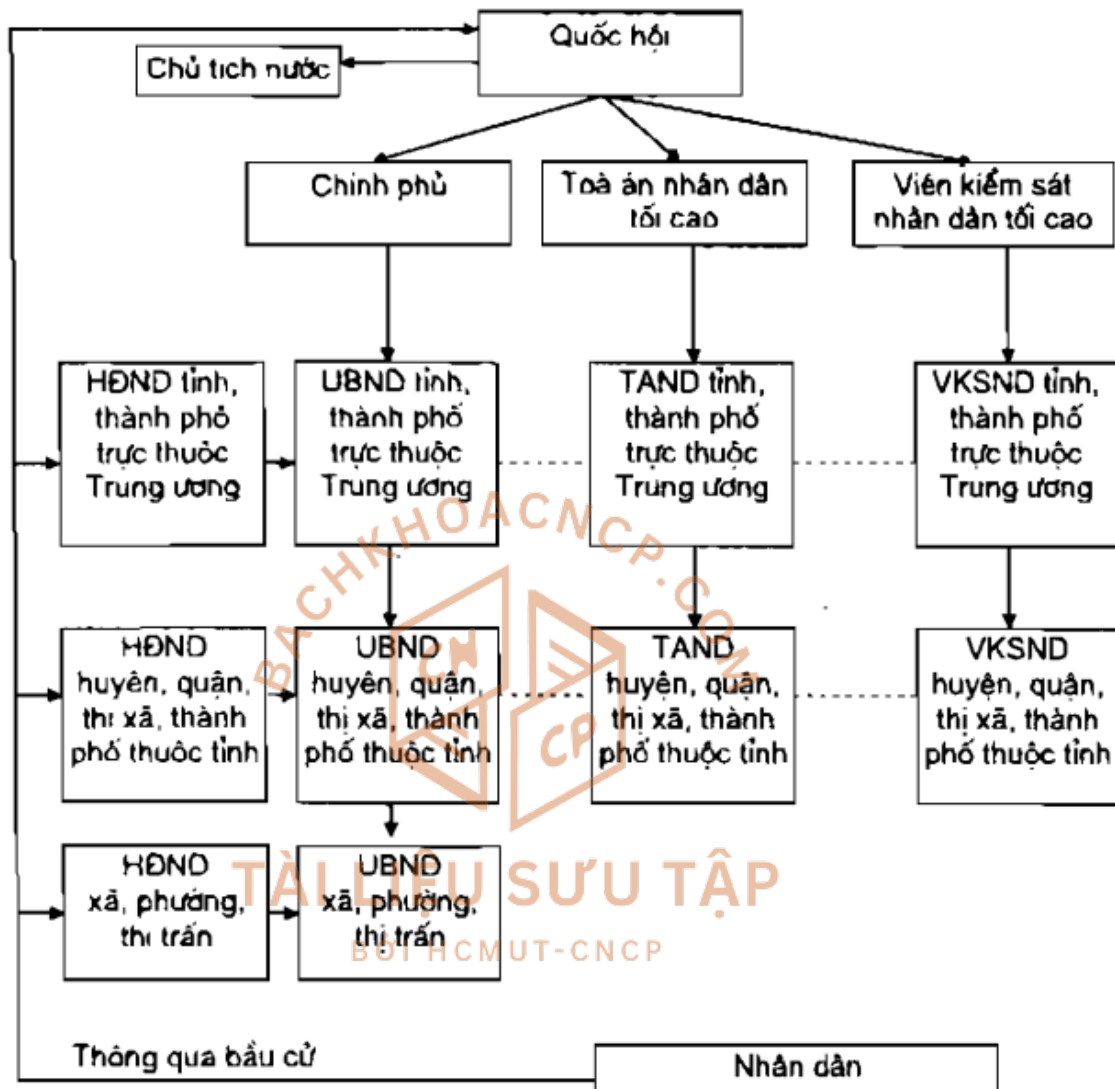 Quốc hội
Chủ tịch nước
Chính phủ
Toà án nhân dân
tối cao
Viện kiểm sát
nhân dân tối cao
HĐND tỉnh,
thành phố
trực thuộc
Trung ương
UBND tỉnh,
thành phố
trực thuộc
Trung ương
TAND tỉnh,
thành phố
trực thuộc
Trung ương
VKSND tỉnh,
thành phố
trực thuộc
Trung ương
BACHKHOACNCP.COM
HĐND
huyện, quận,
thị xã, thành
phố thuộc tỉnh
UBND
huyện, quận,
thị xã, thành
phố thuộc tỉnh
TAND
huyện, quận,
thị xã, thành
phố thuộc tỉnh
VKSND
huyện, quận,
thị xã, thành
phố thuộc tỉnh
CN
CP
HĐND
xã, phường,
thị trấn
UBND
xã, phường,
thị trấn
TÀI LIỆU SƯU TẬP
BỞI HCMUT-CNCP
Thông qua bầu cử
Nhân dân